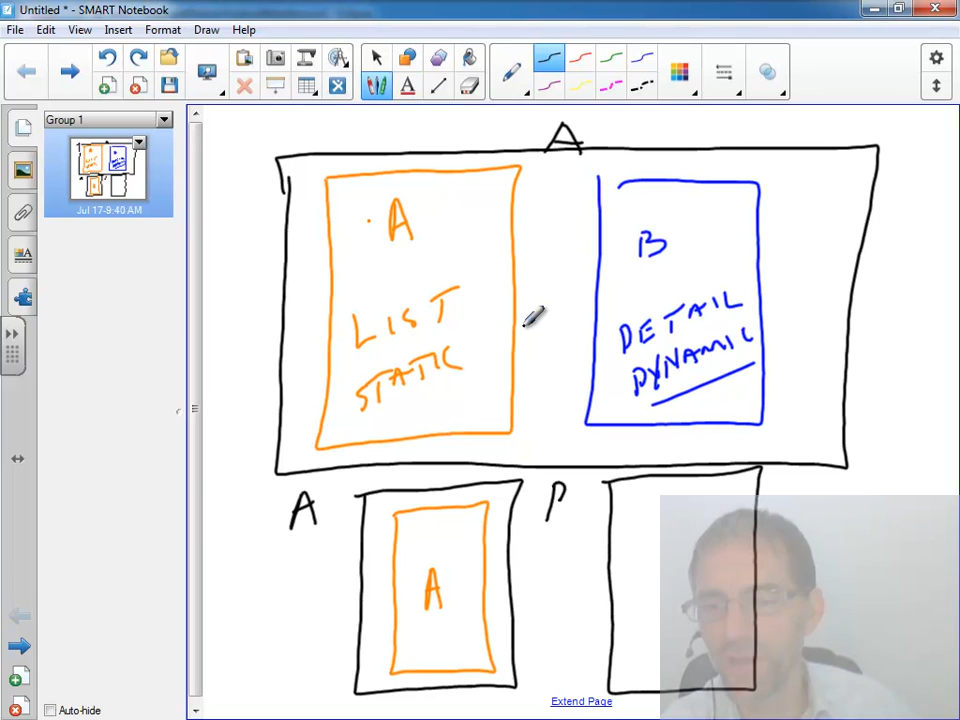 Untitled * - SMART Notebook
File Edit View Insert Format Draw Help
Group 1
Jul 17-9:40 AM
A
A
LIST
STATIC
B
DETAIL
DYNAMIC
A
A
Extend Page
Auto-hide